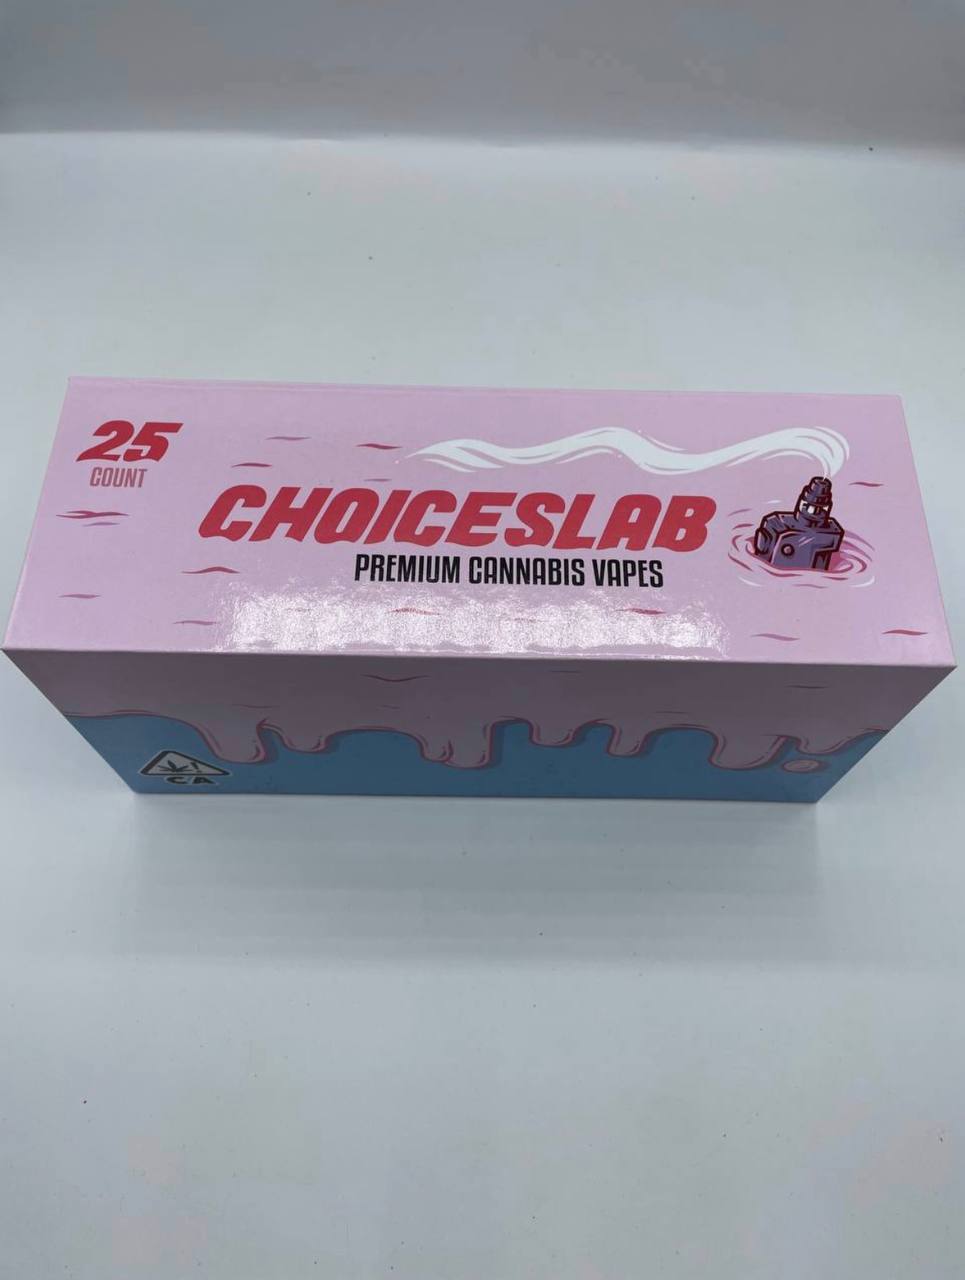 25
COUNT
CHOICESLAB
PREMIUM CANNABIS VAPES
!
CA